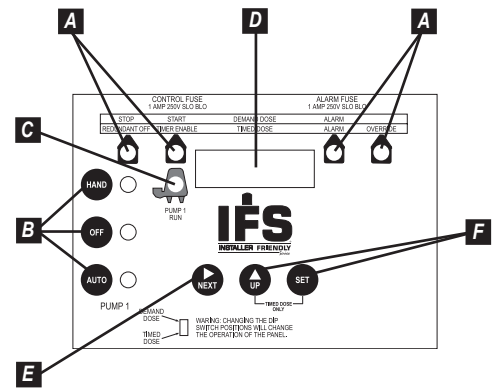 A
D
A
CONTROL FUSE
1 AMP 250V SLO BLO
ALARM FUSE
1 AMP 250V SLO BLO
STOP START DEMAND DOSE ALARM
REDUNDANT OFF TIMER ENABLE TIMED DOSE ALARM OVERRIDE
C
HAND
PUMP 1
RUN
B
OFF
IFS
INSTALLER FRIENDLY
F
AUTO
NEXT
UP
SET
PUMP 1
TIMED DOSE
ONLY
DEMAND
DOSE
TIMED
DOSE
WARING: CHANGING THE DIP
SWITCH POSITIONS WILL CHANGE
THE OPERATION OF THE PANEL.
E